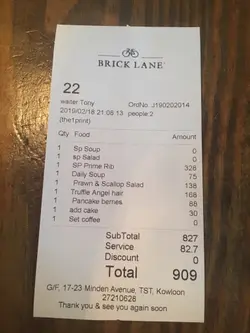 BRICK LANE
22
waiter Tony OrdNo.:J190202014
2019/02/18 21:08:13 people:2
(the1print)
Qty Food Amount
1 Sp Soup 0
1 sp Salad 0
1 SP Prime Rib 328
1 Daily Soup 75
1 Prawn & Scallop Salad 138
1 Truffle Angel hair 168
1 Pancake berries 88
1 add cake 30
1 Set coffee 0
SubTotal 827
Service 82.7
Discount 0
Total 909
G/F, 17-23 Minden Avenue, TST, Kowloon
27210628
Thank you & see you again soon